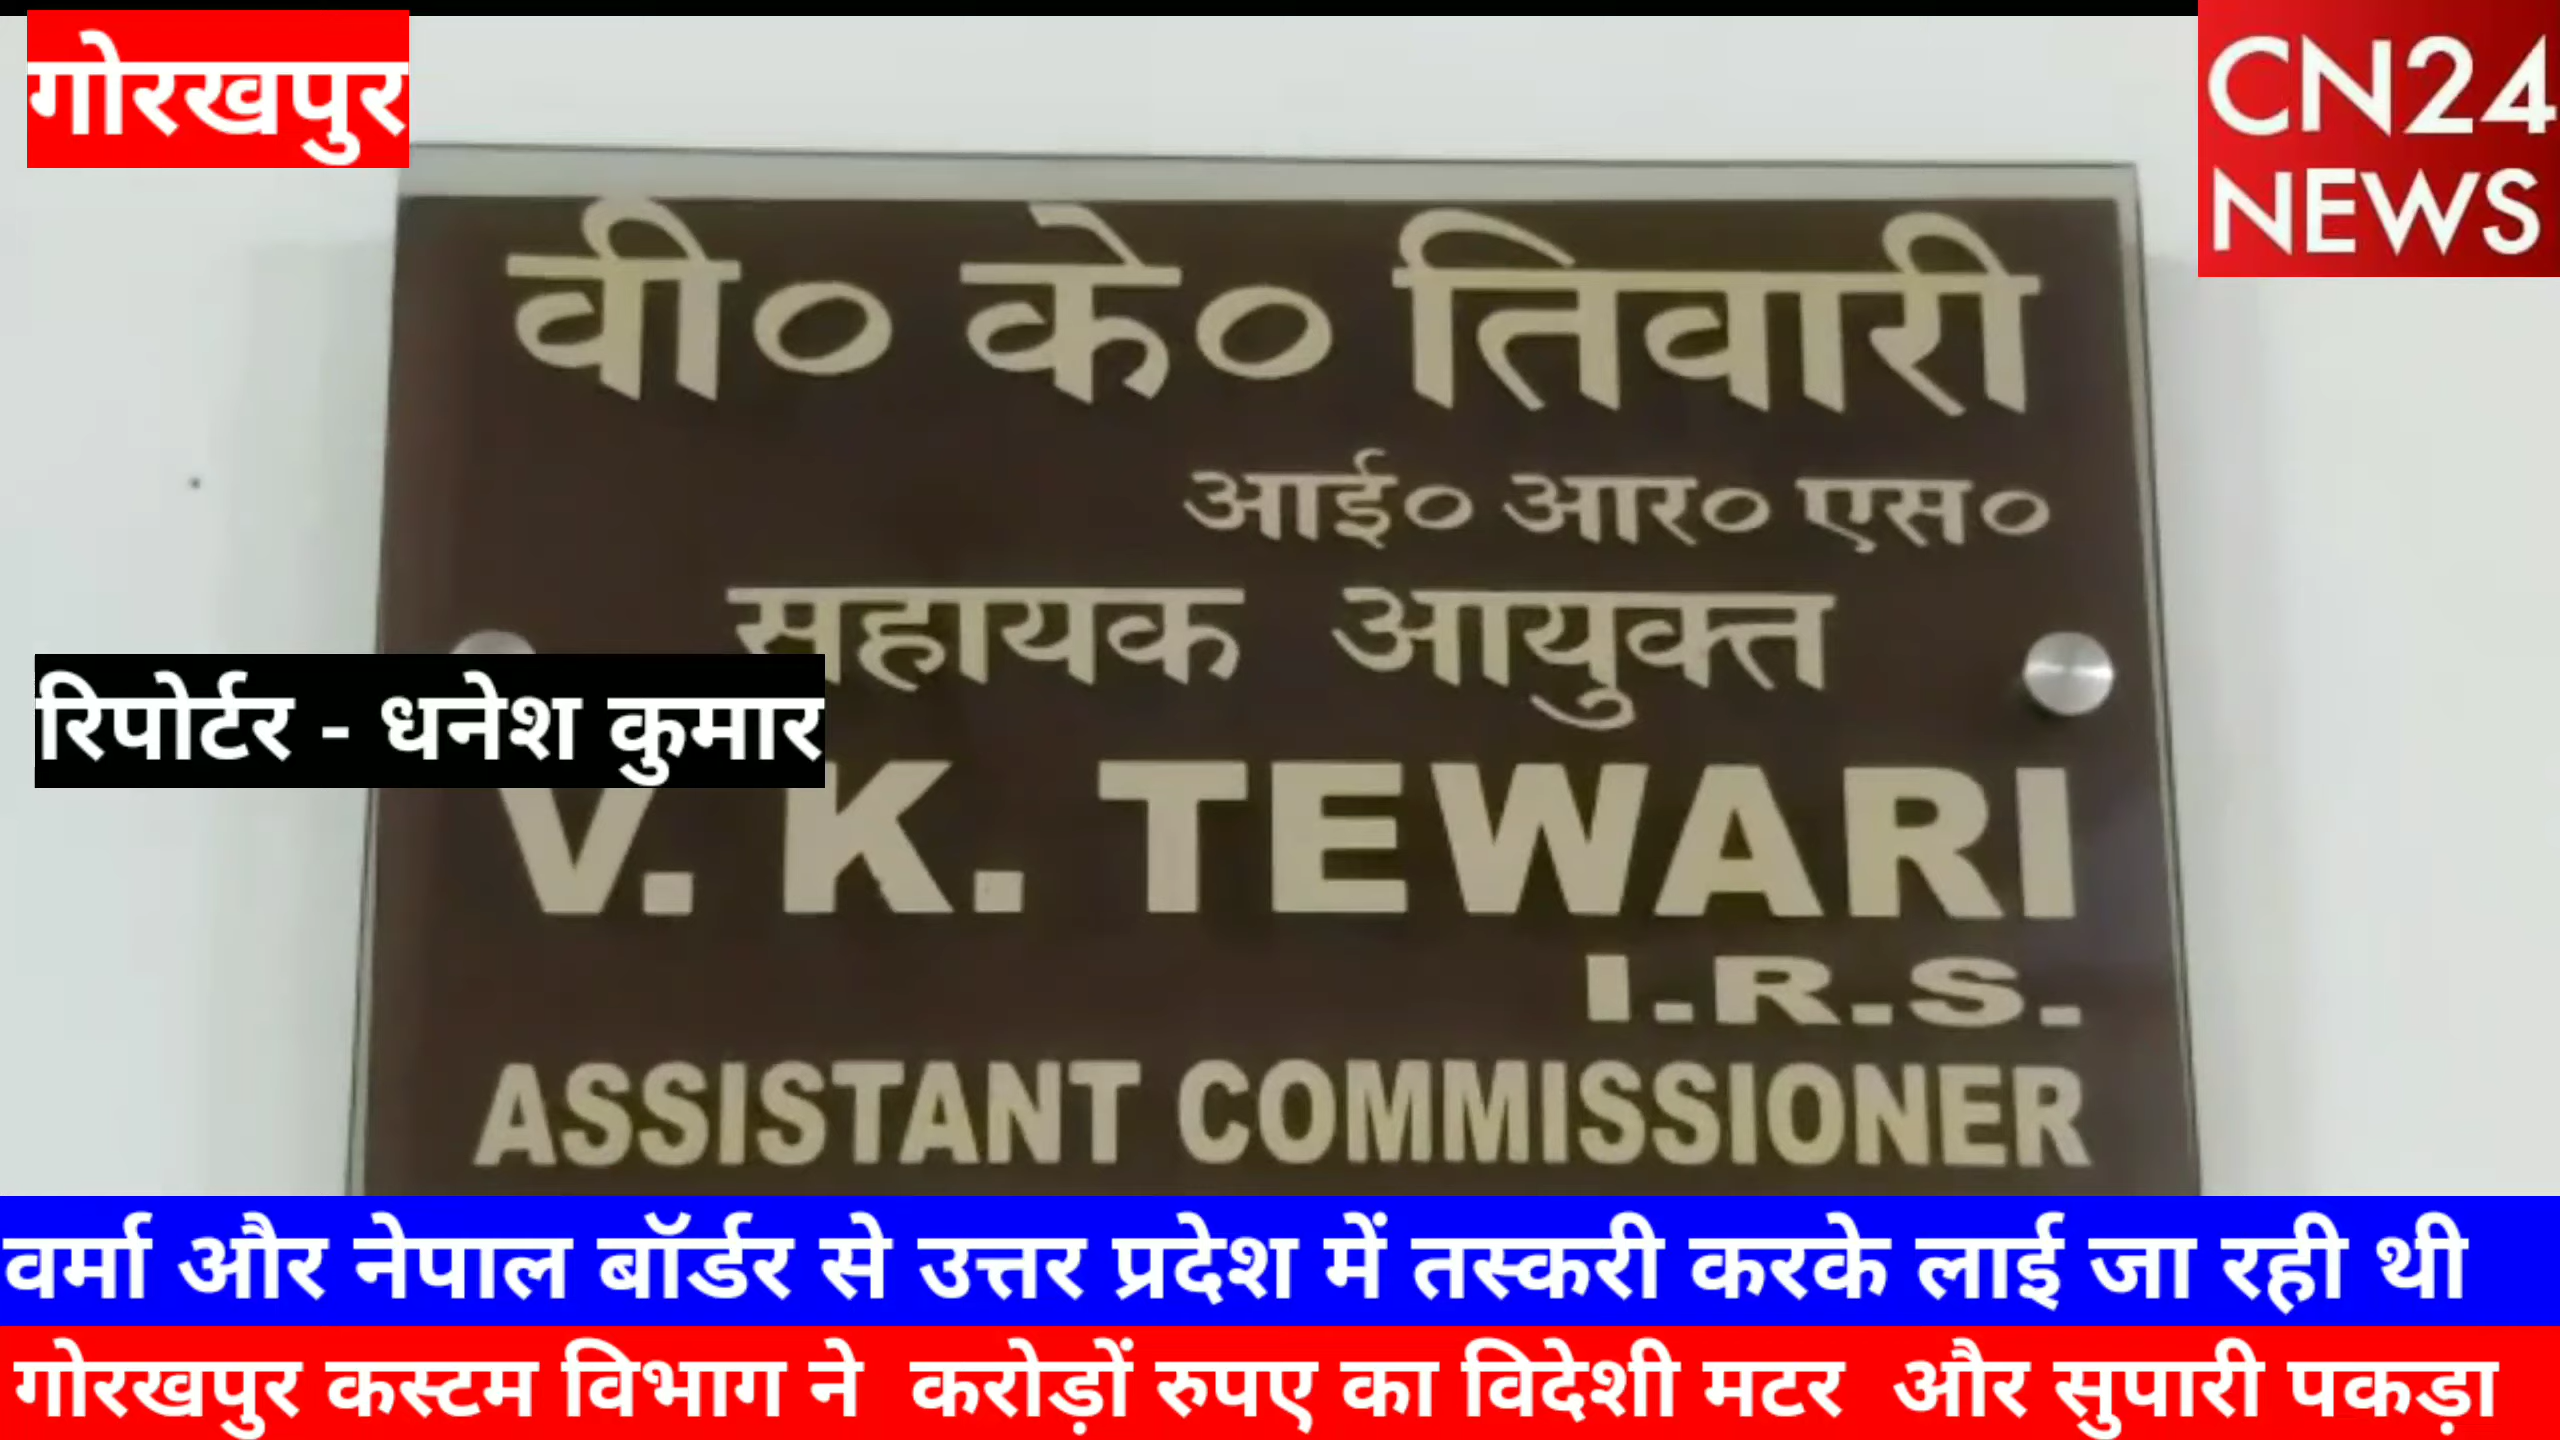 गोरखपुर
CN24
NEWS
वी० के० तिवारी
आई० आर० एस०
सहायक आयुक्त
रिपोर्टर - धनेश कुमार
V. K. TEWARI
I.R.S.
ASSISTANT COMMISSIONER
वर्मा और नेपाल बॉर्डर से उत्तर प्रदेश में तस्करी करके लाई जा रही थी
गोरखपुर कस्टम विभाग ने करोड़ों रुपए का विदेशी मटर और सुपारी पकड़ा